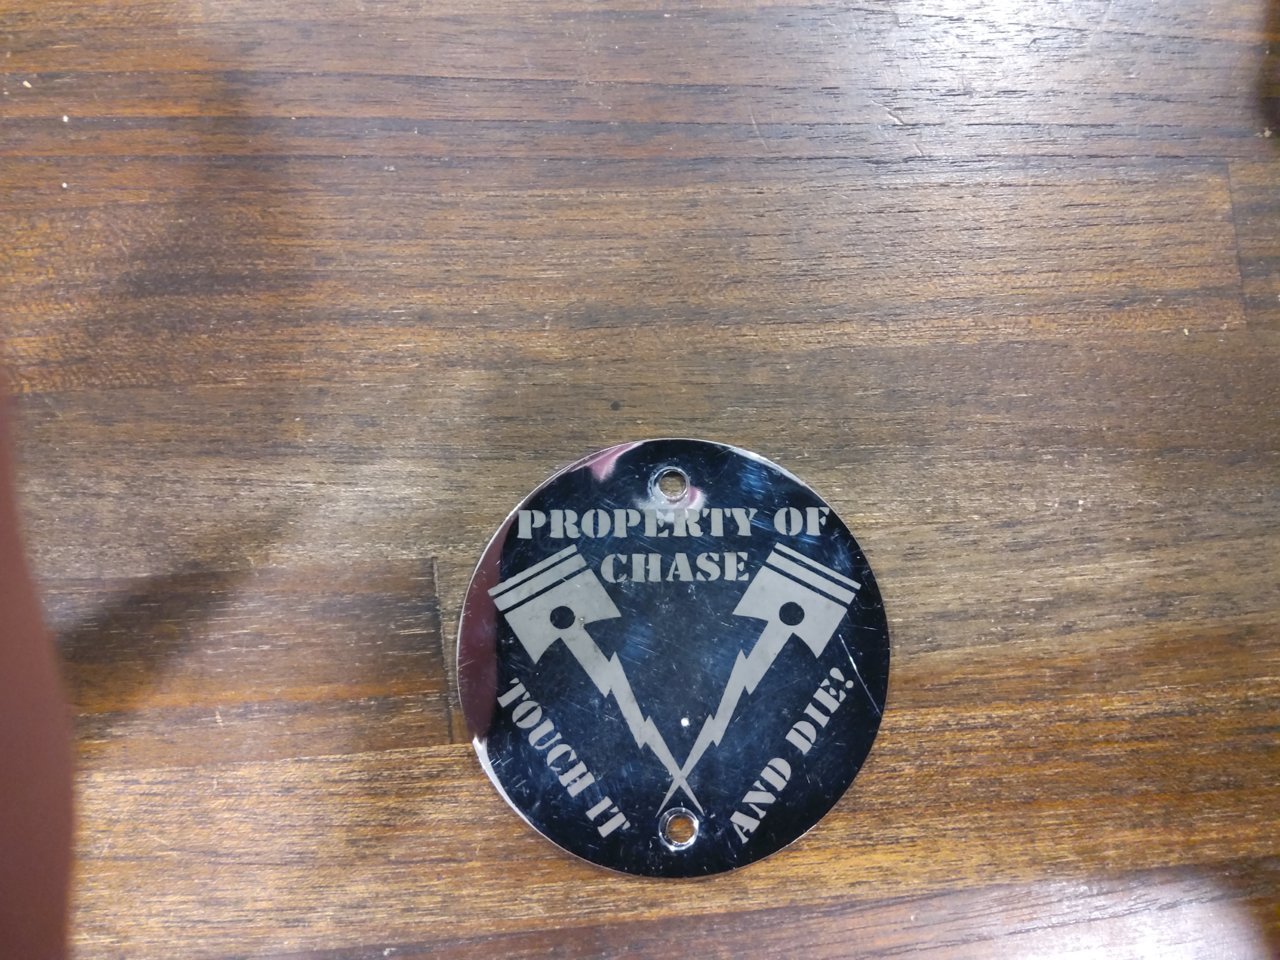 PROPERTY OF
CHASE
TOUCH IT
AND DIE!